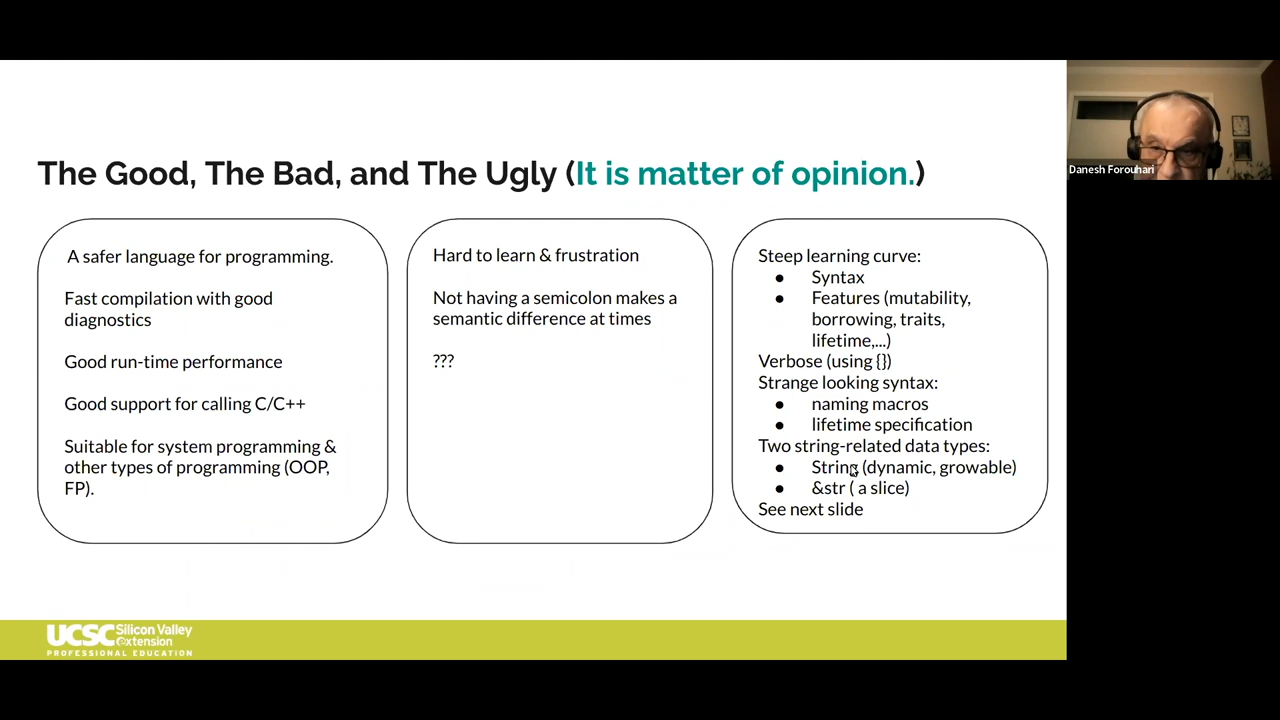 The Good, The Bad, and The Ugly (It is matter of opinion.)
A safer language for programming.
Fast compilation with good
diagnostics
Good run-time performance
Good support for calling C/C++
Suitable for system programming &
other types of programming (OOP,
FP).
Hard to learn & frustration
Not having a semicolon makes a
semantic difference at times
???
Steep learning curve:
● Syntax
● Features (mutability,
borrowing, traits,
lifetime,...)
Verbose (using {})
Strange looking syntax:
● naming macros
● lifetime specification
Two string-related data types:
● String (dynamic, growable)
● &str ( a slice)
See next slide
Danesh Forouhari
UCSC Silicon Valley
extension
PROFESSIONAL EDUCATION